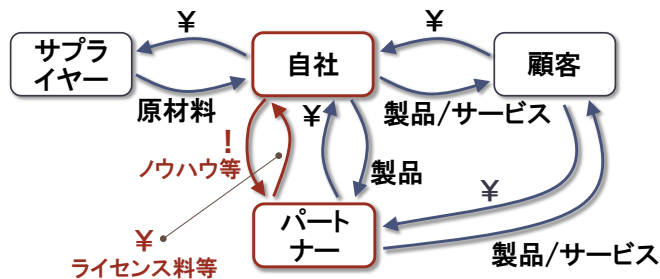 ¥
¥
サプラ
イヤー
自社
顧客
原材料
¥
製品/サービス
!
ノウハウ等
製品
¥
パート
ナー
¥
ライセンス料等
製品/サービス